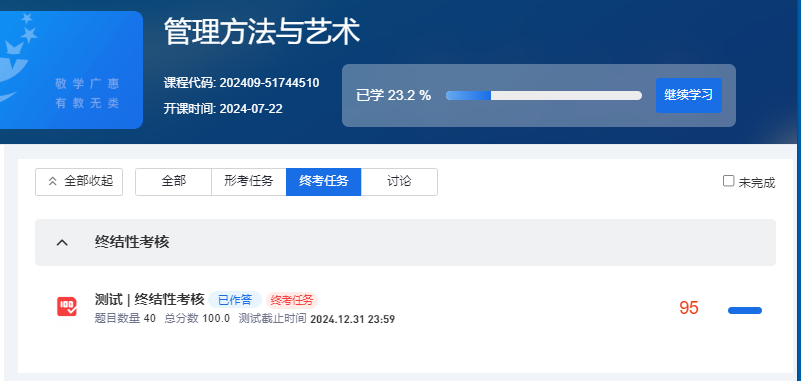 管理方法与艺术
敬学广惠
有教无类
课程代码: 202409-51744510
开课时间: 2024-07-22
已学 23.2 %
继续学习
全部收起
全部
形考任务
终考任务
讨论
未完成
终结性考核
100
测试 | 终结性考核 已作答 终考任务
题目数量 40 总分数 100.0 测试截止时间 2024.12.31 23:59
95